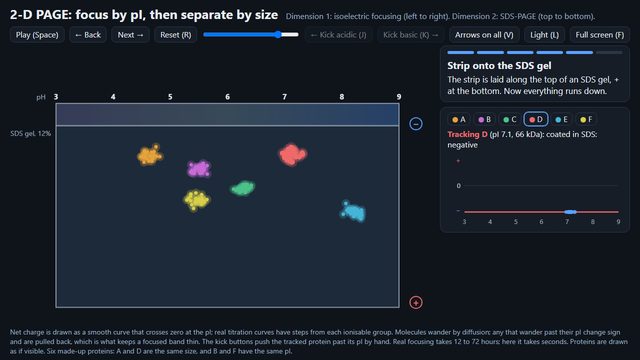 2-D PAGE: focus by pI, then separate by size Dimension 1: isoelectric focusing (left to right). Dimension 2: SDS-PAGE (top to bottom).
Play (Space) ← Back Next → Reset (R) ← Kick acidic (J) Kick basic (K) → Arrows on all (V) Light (L) Full screen (F)
Strip onto the SDS gel
The strip is laid along the top of an SDS gel, +
at the bottom. Now everything runs down.
pH 3 4 5 6 7 8 9
−
SDS gel, 12%
+
A B C D E F
Tracking D (pI 7.1, 66 kDa): coated in SDS:
negative
+
0
−
3 4 5 6 7 8 9
Net charge is drawn as a smooth curve that crosses zero at the pI; real titration curves have steps from each ionisable group. Molecules wander by diffusion: any that wander past their pI change sign
and are pulled back, which is what keeps a focused band thin. The kick buttons push the tracked protein past its pI by hand. Real focusing takes 12 to 72 hours: here it takes seconds. Proteins are drawn
as if visible. Six made-up proteins: A and D are the same size, and B and F have the same pI.